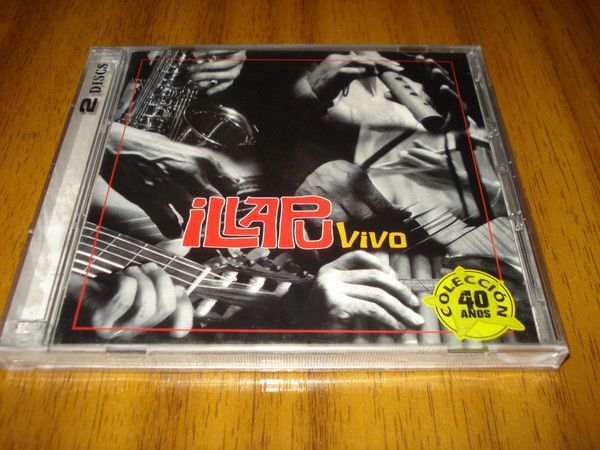 2 DISCS
iLLAPU ViVO
COLECCIÓN
40
AÑOS